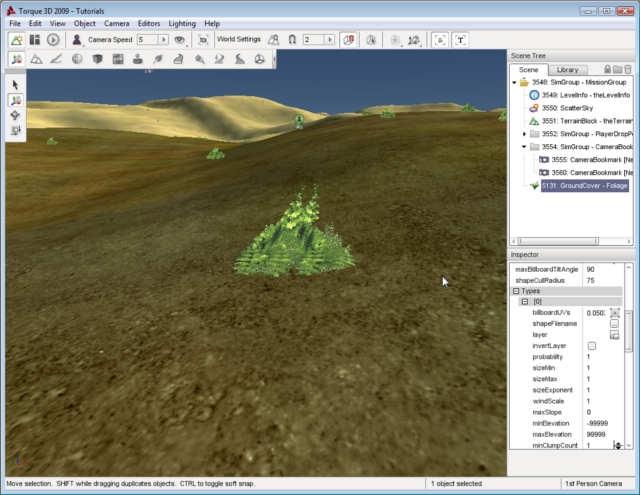 Torque 3D 2009 - Tutorials
File Edit View Object Camera Editors Lighting Help
Camera Speed 5 World Settings 2
Scene Tree
Scene Library
3548: SimGroup - MissionGroup
3549: LevelInfo - theLevelInfo
3550: ScatterSky
3551: TerrainBlock - theTerrain
3552: SimGroup - PlayerDropP
3554: SimGroup - CameraBook
3555: CameraBookmark [Ne
3560: CameraBookmark [Ne
5131: GroundCover - Foliage
Inspector
maxBillboardTiltAngle 90
shapeCullRadius 75
Types
[0]
billboardUVs 0.050
shapeFilename
layer
invertLayer
probability 1
sizeMin 1
sizeMax 1
sizeExponent 1
windScale 1
maxSlope 0
minElevation -99999
maxElevation 99999
minClumpCount 1
Move selection. SHIFT while dragging duplicates objects. CTRL to toggle soft snap. 1 object selected 1st Person Camera